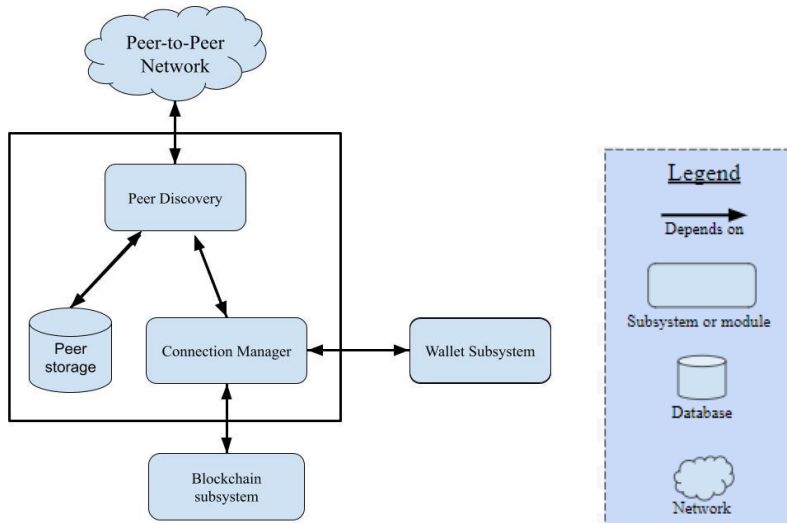 Peer-to-Peer
Network
Peer Discovery
Peer
storage
Connection Manager
Wallet Subsystem
Blockchain
subsystem
Legend
Depends on
Subsystem or module
Database
Network